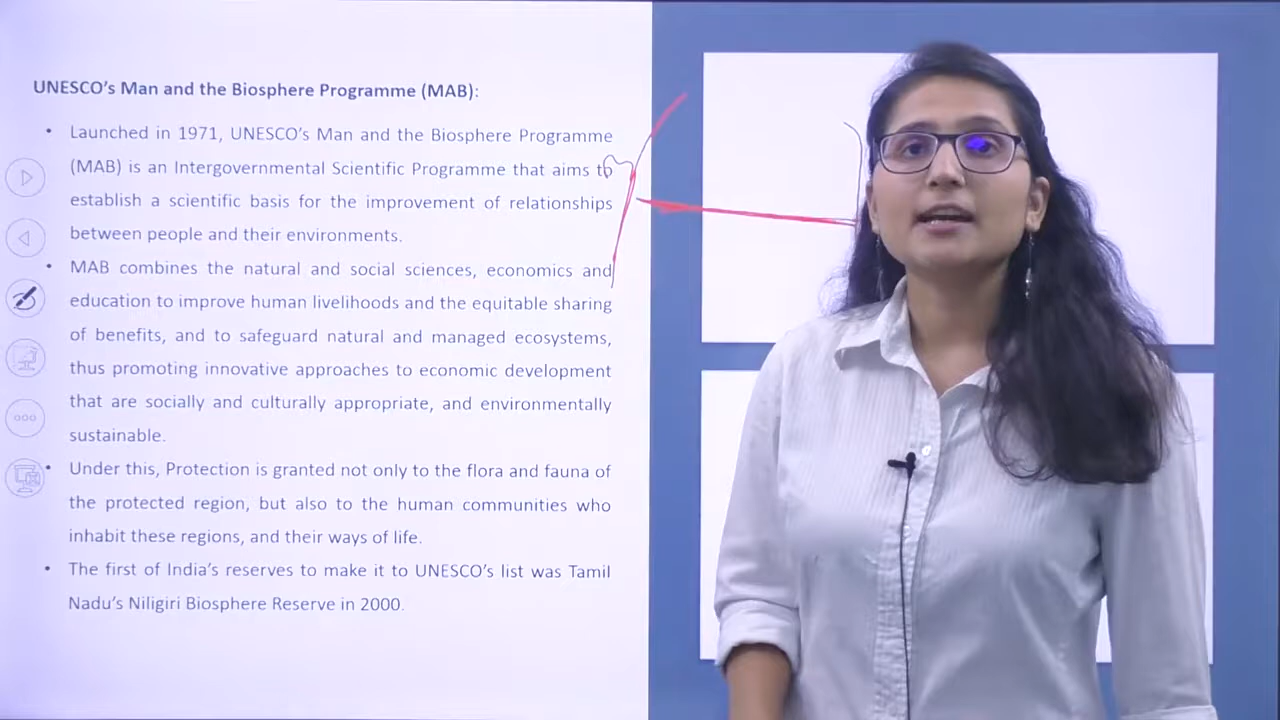 UNESCO's Man and the Biosphere Programme (MAB):
• Launched in 1971, UNESCO's Man and the Biosphere Programme
(MAB) is an Intergovernmental Scientific Programme that aims to
establish a scientific basis for the improvement of relationships
between people and their environments.
• MAB combines the natural and social sciences, economics and
education to improve human livelihoods and the equitable sharing
of benefits, and to safeguard natural and managed ecosystems,
thus promoting innovative approaches to economic development
that are socially and culturally appropriate, and environmentally
sustainable.
• Under this, Protection is granted not only to the flora and fauna of
the protected region, but also to the human communities who
inhabit these regions, and their ways of life.
• The first of India's reserves to make it to UNESCO's list was Tamil
Nadu's Niligiri Biosphere Reserve in 2000.